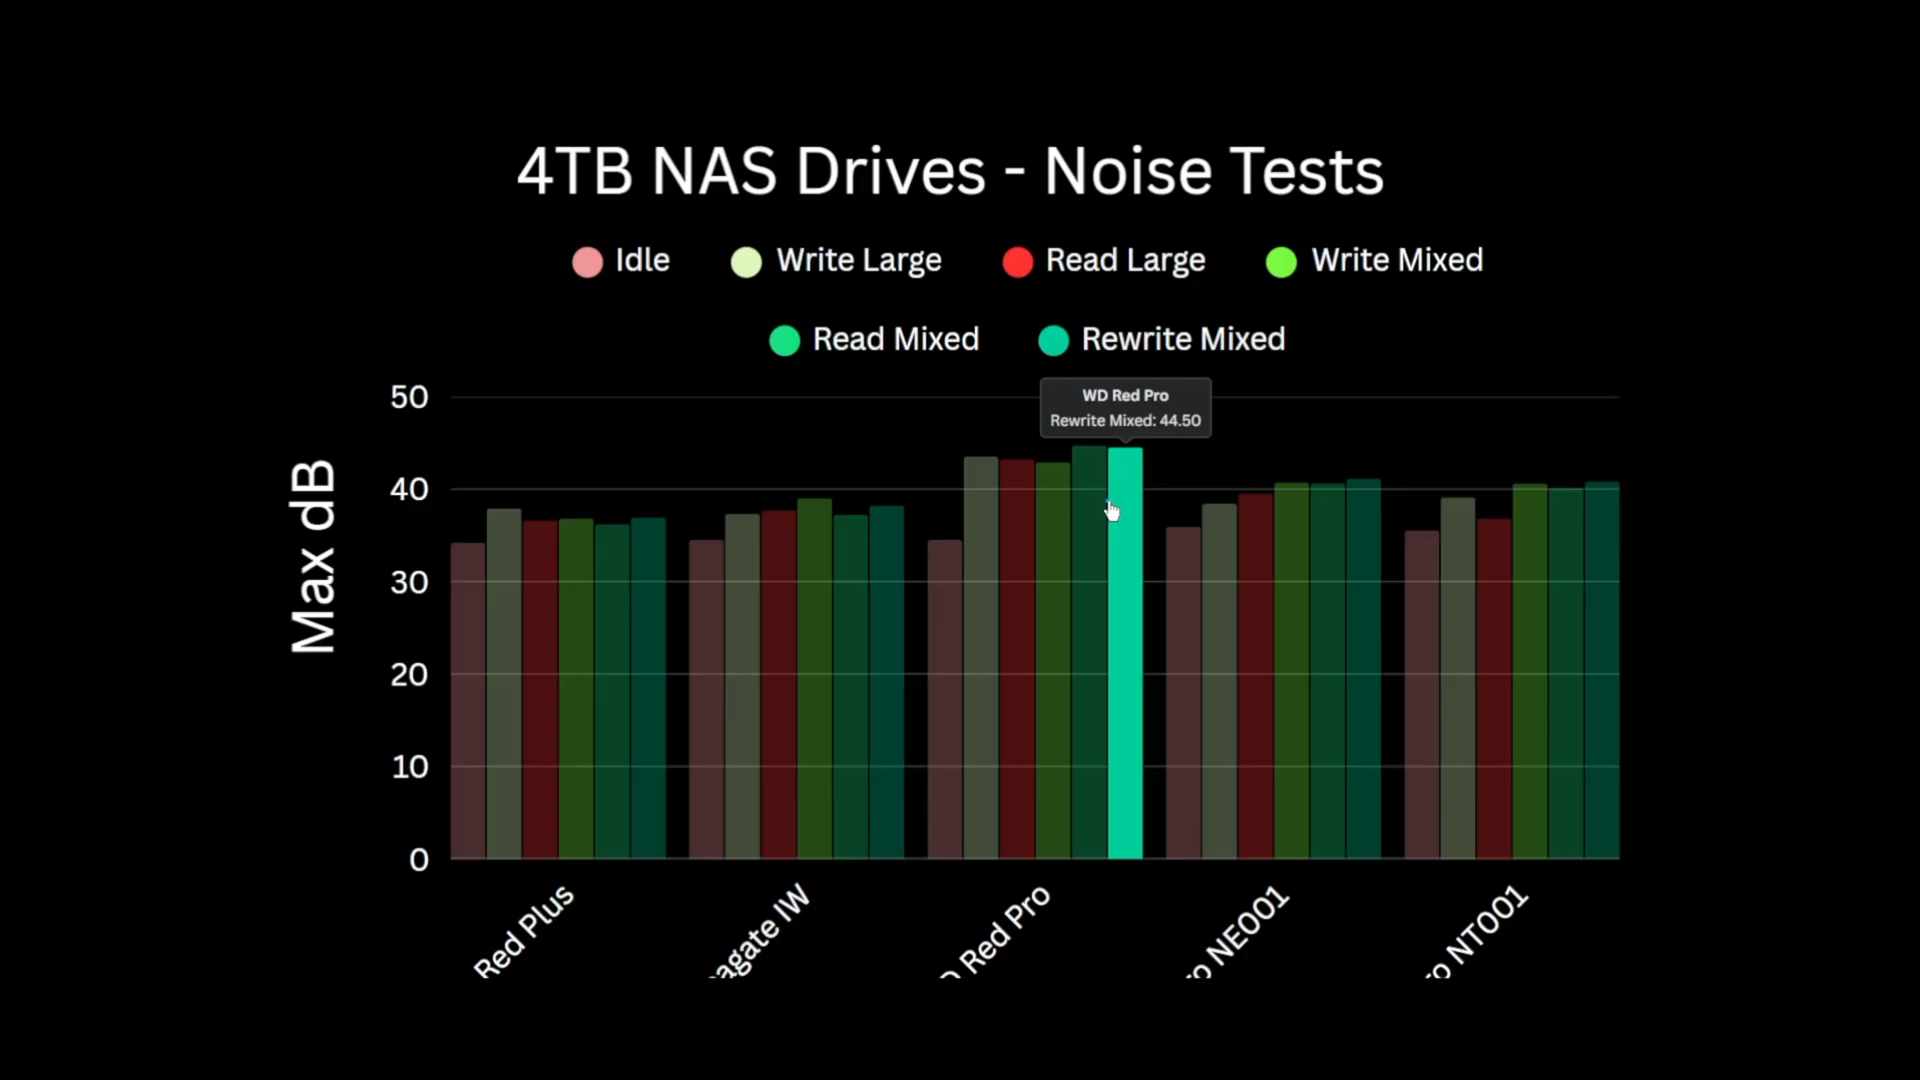 4TB NAS Drives - Noise Tests
Idle
Write Large
Read Large
Write Mixed
Read Mixed
Rewrite Mixed
WD Red Pro
Rewrite Mixed: 44.50
Max dB
50
40
30
20
10
0
Red Plus
agate IW
Red Pro
NE001
NT001